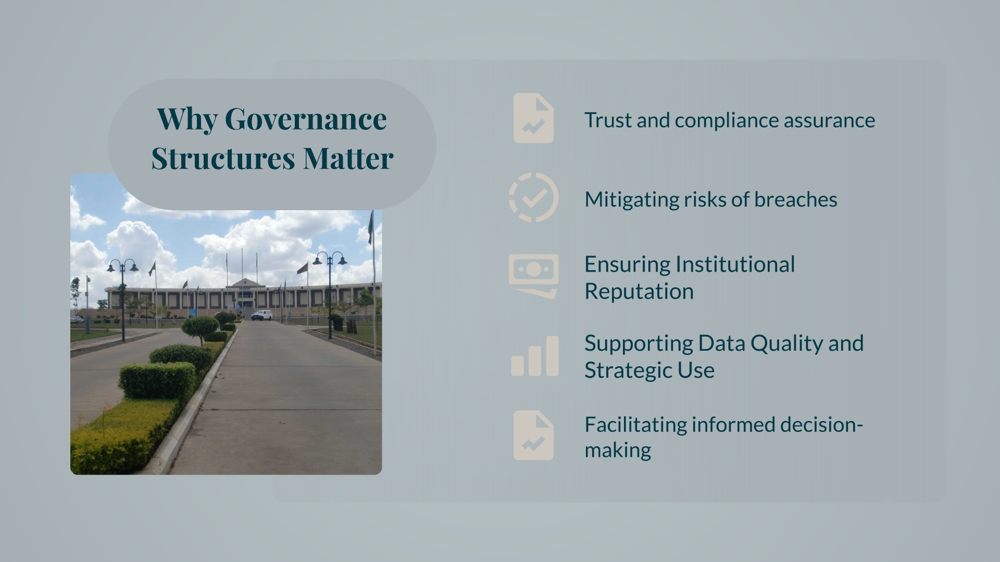 Why Governance
Structures Matter
Trust and compliance assurance
Mitigating risks of breaches
Ensuring Institutional
Reputation
Supporting Data Quality and
Strategic Use
Facilitating informed decision-
making